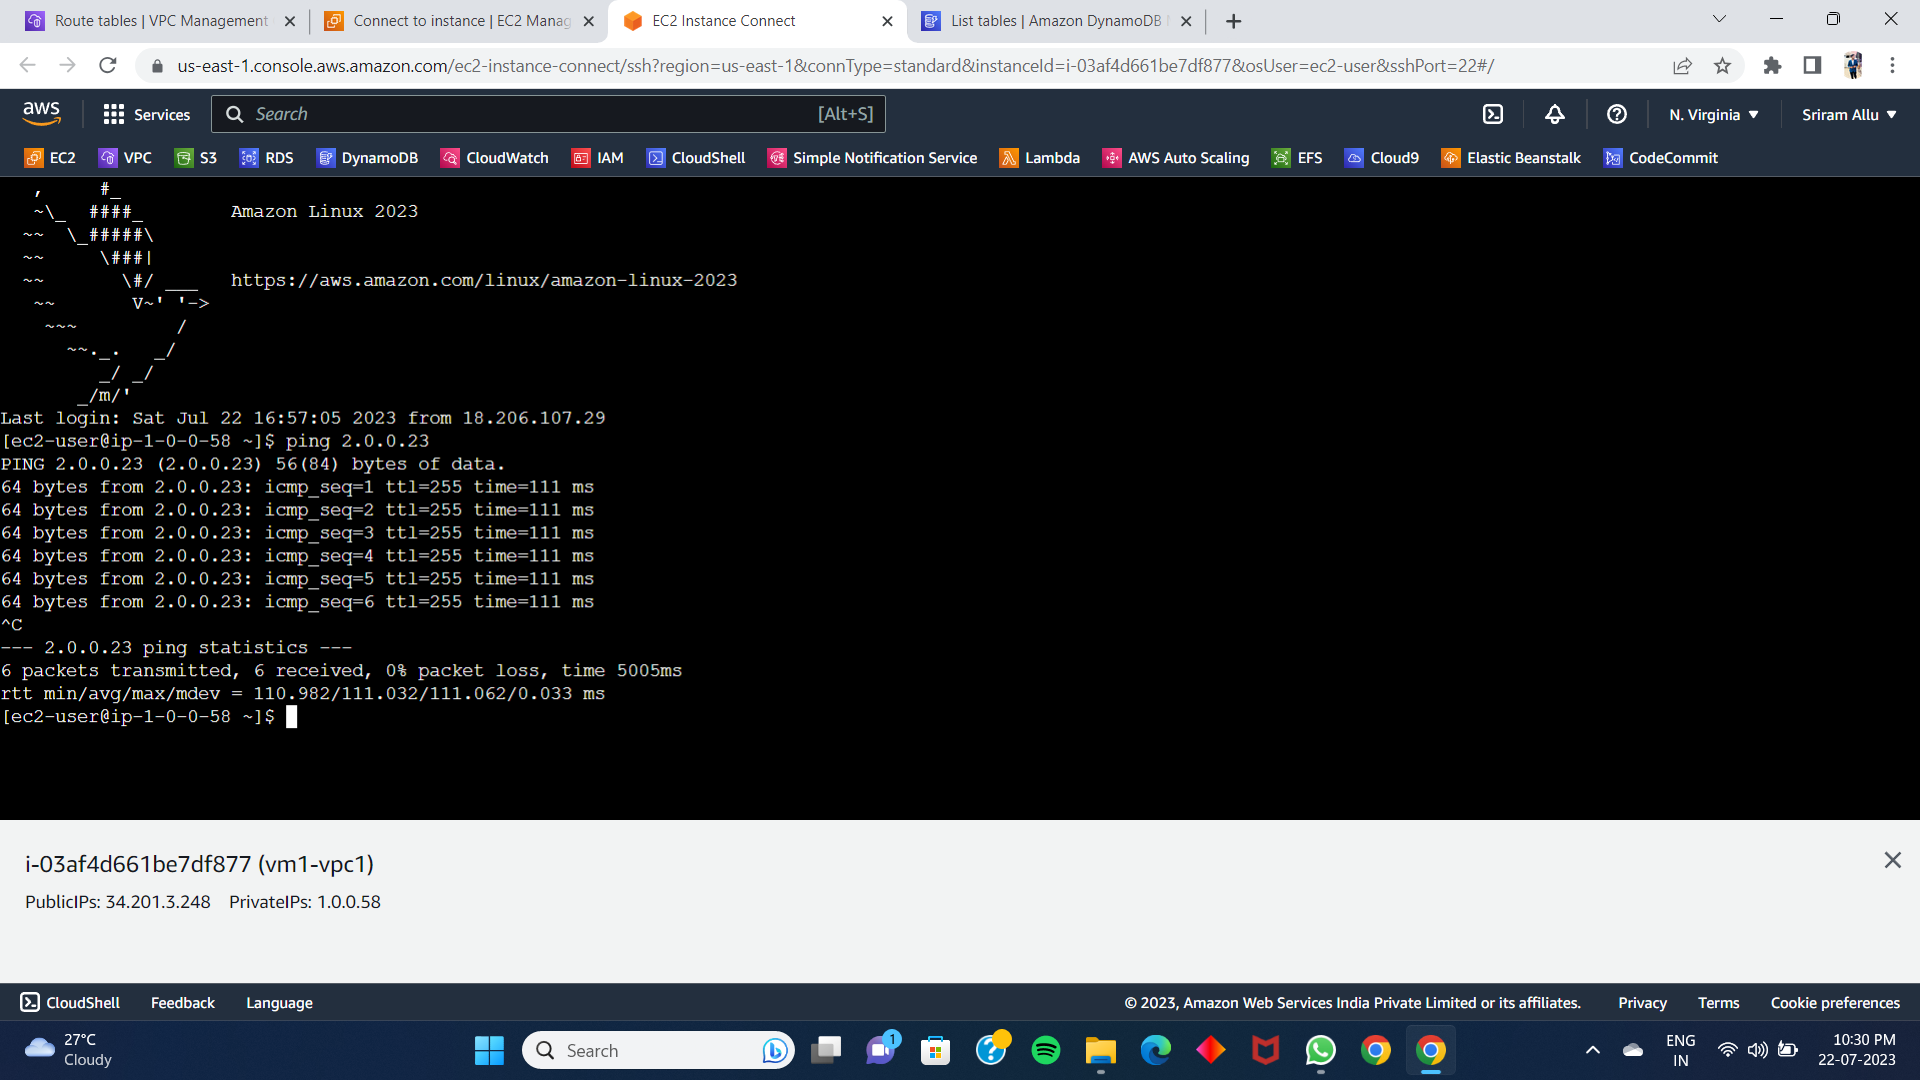 Route tables | VPC Management
Connect to instance | EC2 Manag
EC2 Instance Connect
List tables | Amazon DynamoDB
us-east-1.console.aws.amazon.com/ec2-instance-connect/ssh?region=us-east-1&connType=standard&instanceId=i-03af4d661be7df877&osUser=ec2-user&sshPort=22#/
aws Services Search [Alt+S] N. Virginia Sriram Allu
EC2 VPC S3 RDS DynamoDB CloudWatch IAM CloudShell Simple Notification Service Lambda AWS Auto Scaling EFS Cloud9 Elastic Beanstalk CodeCommit
   ,     #_
   ~\_  ####_        Amazon Linux 2023
  ~~  \_#####\
  ~~     \###|
  ~~       \#/ ___   https://aws.amazon.com/linux/amazon-linux-2023
   ~~       V~' '->
    ~~~         /
      ~~._.   _/
         _/ _/
       _/m/'
Last login: Sat Jul 22 16:57:05 2023 from 18.206.107.29
[ec2-user@ip-1-0-0-58 ~]$ ping 2.0.0.23
PING 2.0.0.23 (2.0.0.23) 56(84) bytes of data.
64 bytes from 2.0.0.23: icmp_seq=1 ttl=255 time=111 ms
64 bytes from 2.0.0.23: icmp_seq=2 ttl=255 time=111 ms
64 bytes from 2.0.0.23: icmp_seq=3 ttl=255 time=111 ms
64 bytes from 2.0.0.23: icmp_seq=4 ttl=255 time=111 ms
64 bytes from 2.0.0.23: icmp_seq=5 ttl=255 time=111 ms
64 bytes from 2.0.0.23: icmp_seq=6 ttl=255 time=111 ms
^C
--- 2.0.0.23 ping statistics ---
6 packets transmitted, 6 received, 0% packet loss, time 5005ms
rtt min/avg/max/mdev = 110.982/111.032/111.062/0.033 ms
[ec2-user@ip-1-0-0-58 ~]$
i-03af4d661be7df877 (vm1-vpc1)
PublicIPs: 34.201.3.248 PrivateIPs: 1.0.0.58
CloudShell Feedback Language © 2023, Amazon Web Services India Private Limited or its affiliates. Privacy Terms Cookie preferences
27°C
Cloudy
Search
1
ENG
IN
10:30 PM
22-07-2023